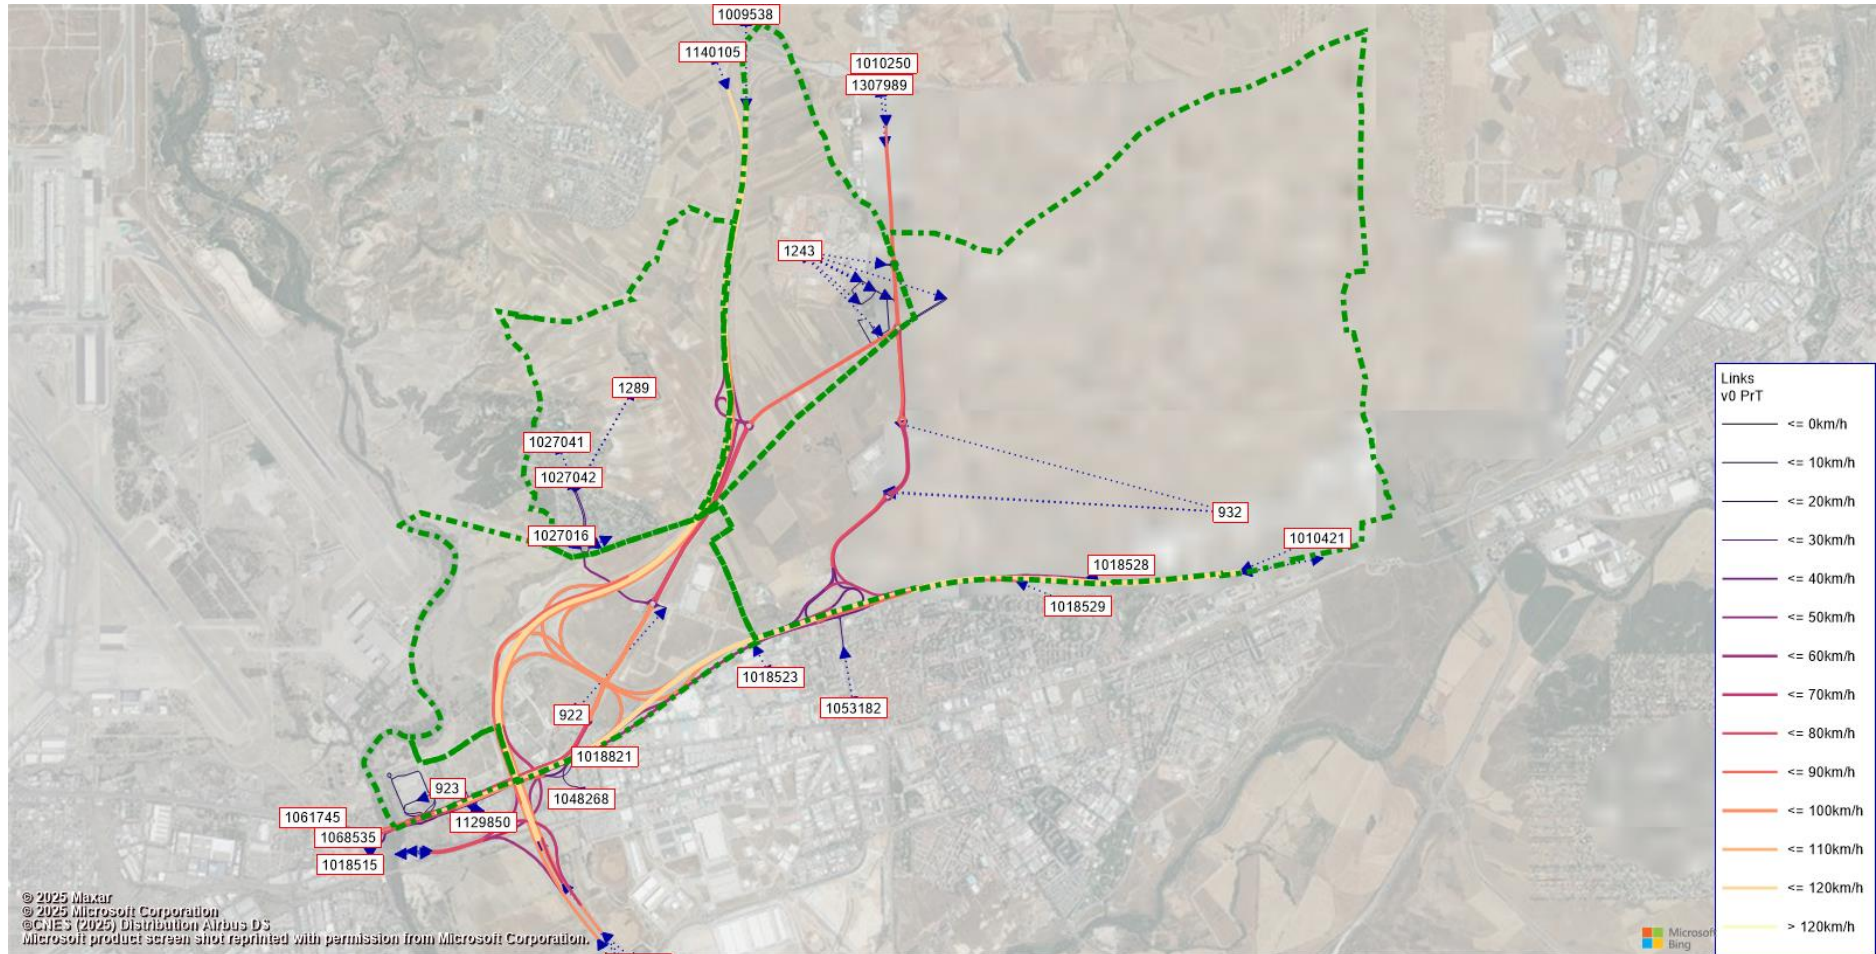 1009538
1140105
1010250
1307989
1243
1289
1027041
1027042
932
1027016
1010421
1018528
1018529
1018523
1053182
922
1018821
923
1048268
1061745
1129850
1068535
1018515
Links
v0 PrT
<= 0km/h
<= 10km/h
<= 20km/h
<= 30km/h
<= 40km/h
<= 50km/h
<= 60km/h
<= 70km/h
<= 80km/h
<= 90km/h
<= 100km/h
<= 110km/h
<= 120km/h
> 120km/h
© 2025 Maxar
© 2025 Microsoft Corporation
©CNES (2025) Distribution Airbus DS
Microsoft product screen shot reprinted with permission from Microsoft Corporation.
Microsoft
Bing